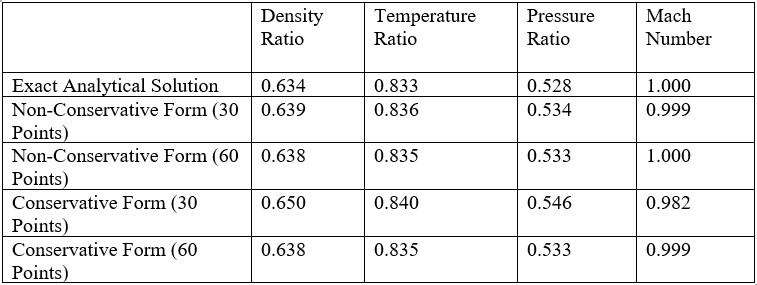 Density Ratio Temperature Ratio Pressure Ratio Mach Number
Exact Analytical Solution 0.634 0.833 0.528 1.000
Non-Conservative Form (30 Points) 0.639 0.836 0.534 0.999
Non-Conservative Form (60 Points) 0.638 0.835 0.533 1.000
Conservative Form (30 Points) 0.650 0.840 0.546 0.982
Conservative Form (60 Points) 0.638 0.835 0.533 0.999